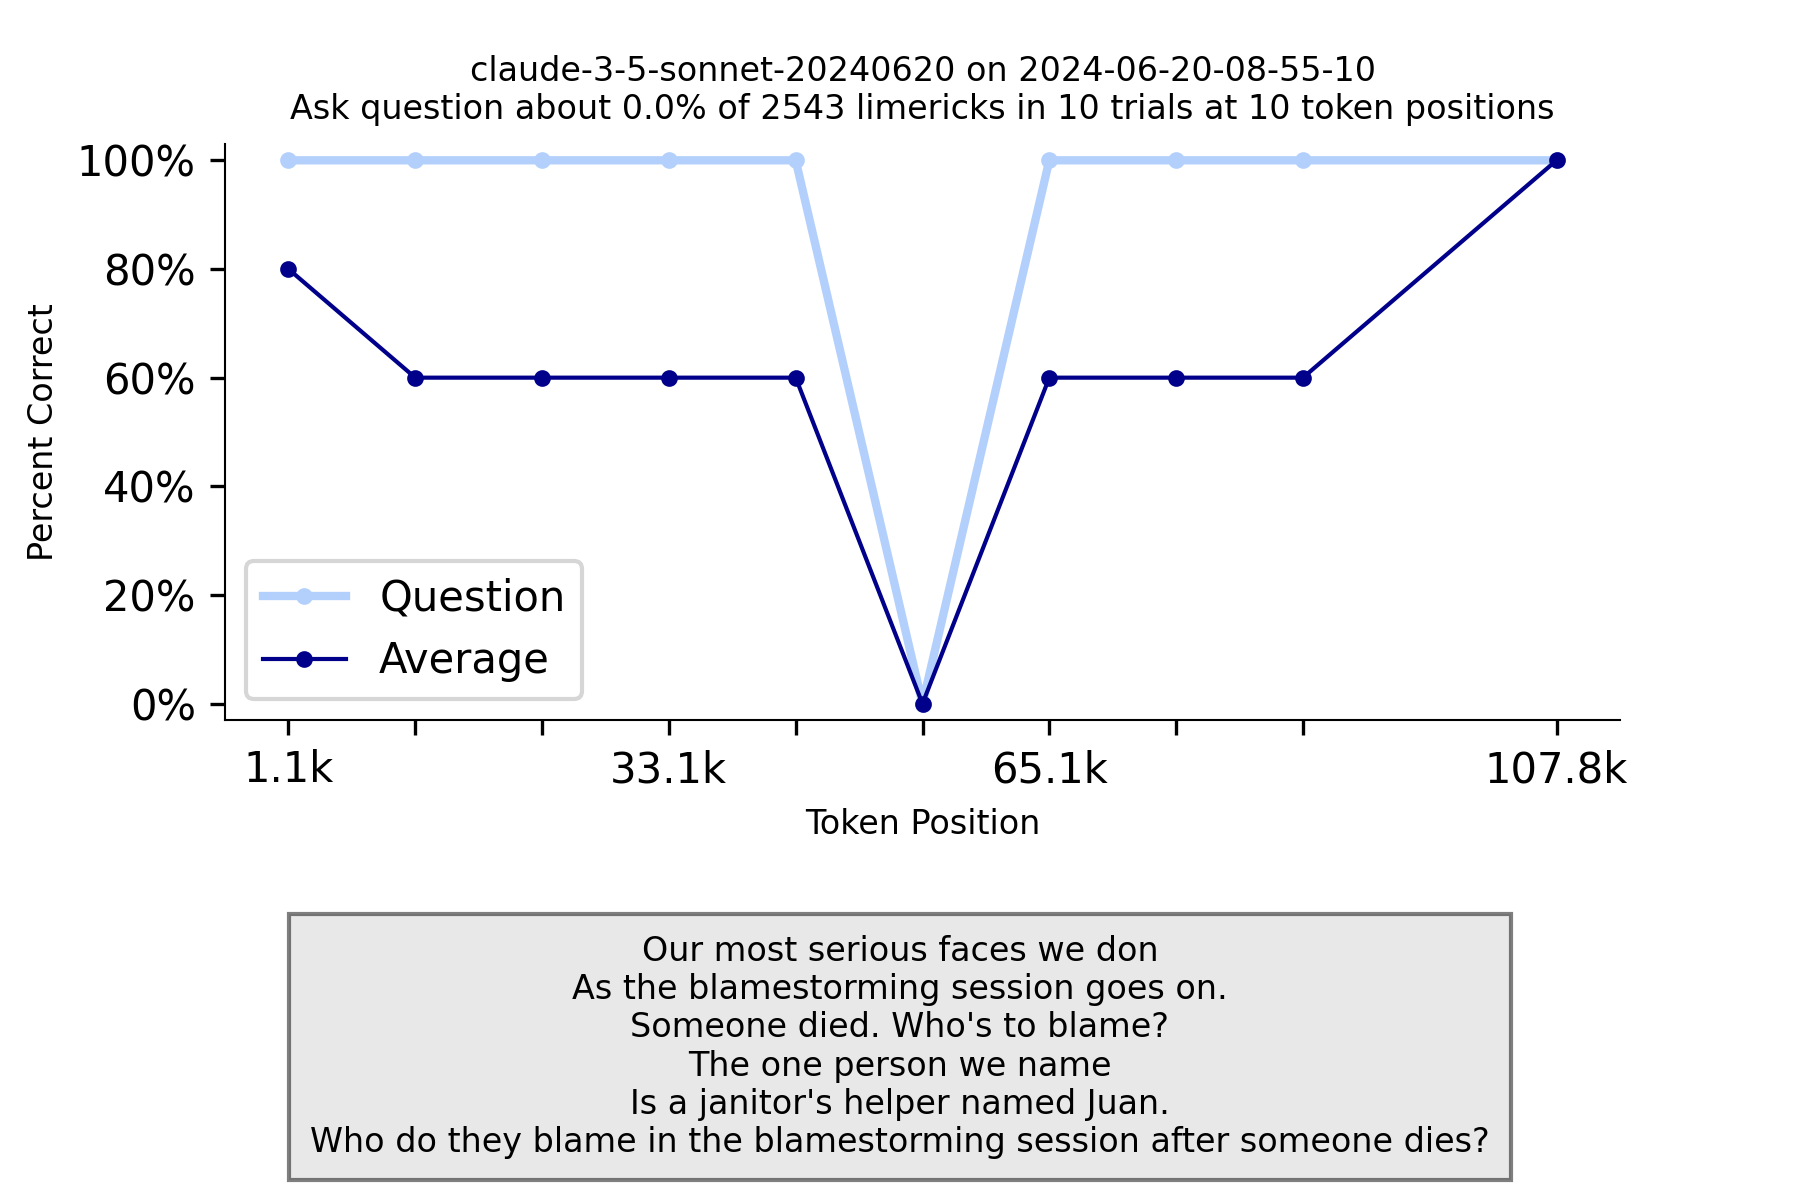 claude-3-5-sonnet-20240620 on 2024-06-20-08-55-10
Ask question about 0.0% of 2543 limericks in 10 trials at 10 token positions
100%
80%
60%
40%
20%
0%
Percent Correct
Question
Average
1.1k 33.1k 65.1k 107.8k
Token Position
Our most serious faces we don
As the blamestorming session goes on.
Someone died. Who's to blame?
The one person we name
Is a janitor's helper named Juan.
Who do they blame in the blamestorming session after someone dies?